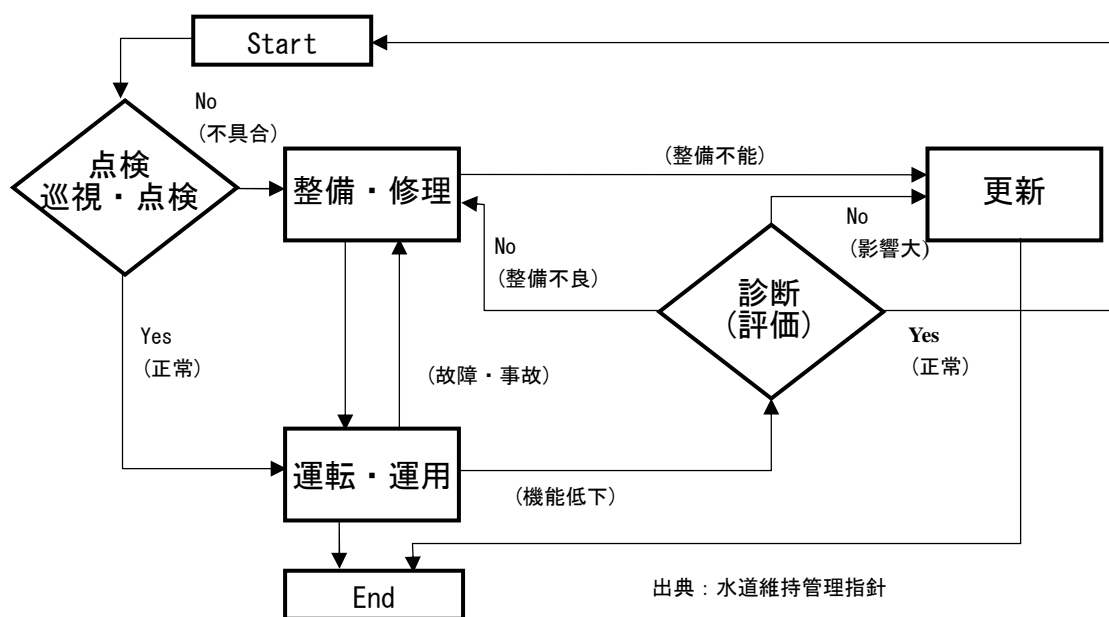 Start
No
(不具合)
点検
巡視・点検
整備・修理
(整備不能)
更新
No
(影響大)
No
(整備不良)
診断
(評価)
Yes
(正常)
Yes
(正常)
(故障・事故)
運転・運用
(機能低下)
End
出典：水道維持管理指針